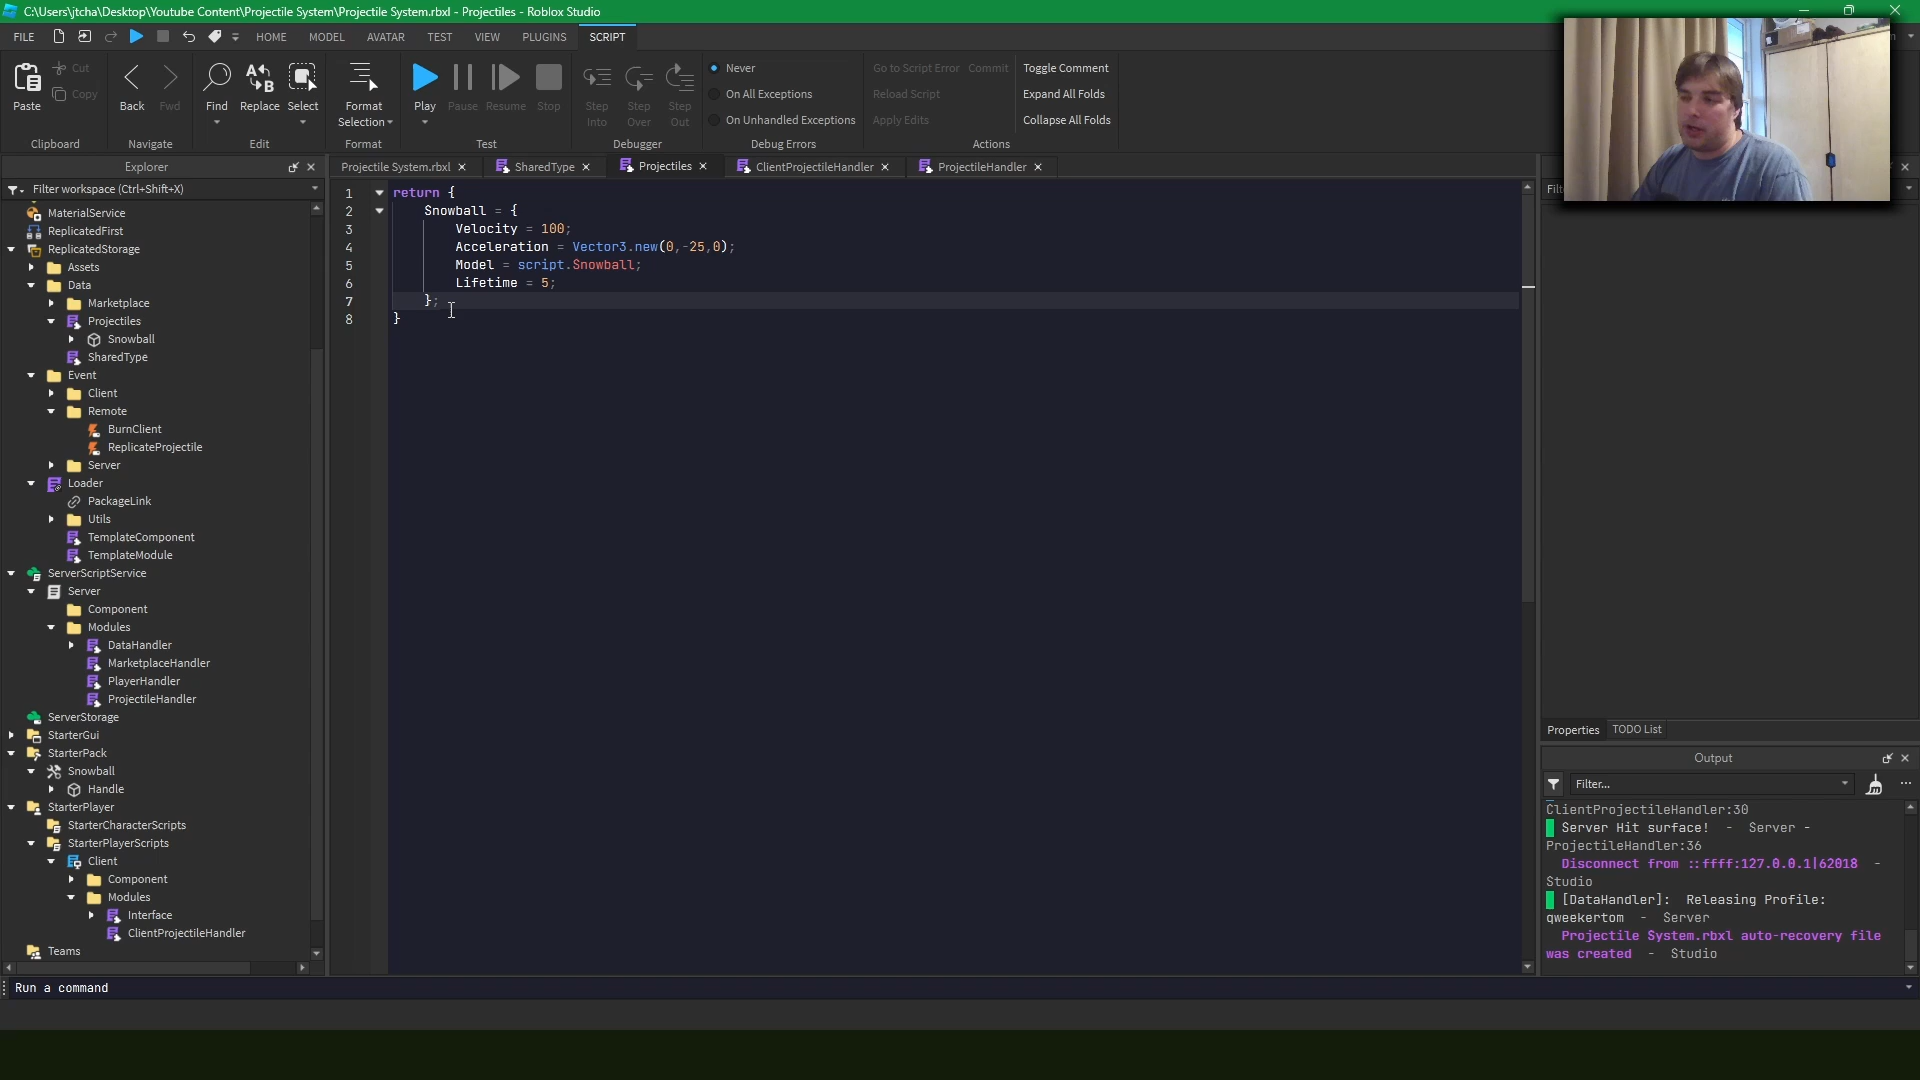 C:\Users\jtcha\Desktop\Youtube Content\Projectile System\Projectile System.rbxl - Projectiles - Roblox Studio
FILE HOME MODEL AVATAR TEST VIEW PLUGINS SCRIPT
Paste Cut Copy
Clipboard
Back Fwd
Navigate
Find Replace Select
Edit
Format Selection
Format
Play Pause Resume Stop
Test
Step Into Step Over Step Out
Debugger
Never
On All Exceptions
On Unhandled Exceptions
Debug Errors
Go to Script Error Commit
Reload Script
Apply Edits
Toggle Comment
Expand All Folds
Collapse All Folds
Actions
Explorer
Filter workspace (Ctrl+Shift+X)
MaterialService
ReplicatedFirst
ReplicatedStorage
Assets
Data
Marketplace
Projectiles
Snowball
SharedType
Event
Client
Remote
BurnClient
ReplicateProjectile
Server
Loader
PackageLink
Utils
TemplateComponent
TemplateModule
ServerScriptService
Server
Component
Modules
DataHandler
MarketplaceHandler
PlayerHandler
ProjectileHandler
ServerStorage
StarterGui
StarterPack
Snowball
Handle
StarterPlayer
StarterCharacterScripts
StarterPlayerScripts
Client
Component
Modules
Interface
ClientProjectileHandler
Teams
Projectile System.rbxl SharedType Projectiles ClientProjectileHandler ProjectileHandler
1 return {
2 Snowball = {
3 Velocity = 100;
4 Acceleration = Vector3.new(0,-25,0);
5 Model = script.Snowball;
6 Lifetime = 5;
7 };
8 }
Properties TODO List
Output
Filter...
ClientProjectileHandler:30
Server Hit surface! - Server -
ProjectileHandler:36
Disconnect from ::ffff:127.0.0.1|62018 -
Studio
[DataHandler]: Releasing Profile:
qweekertom - Server
Projectile System.rbxl auto-recovery file
was created - Studio
Run a command